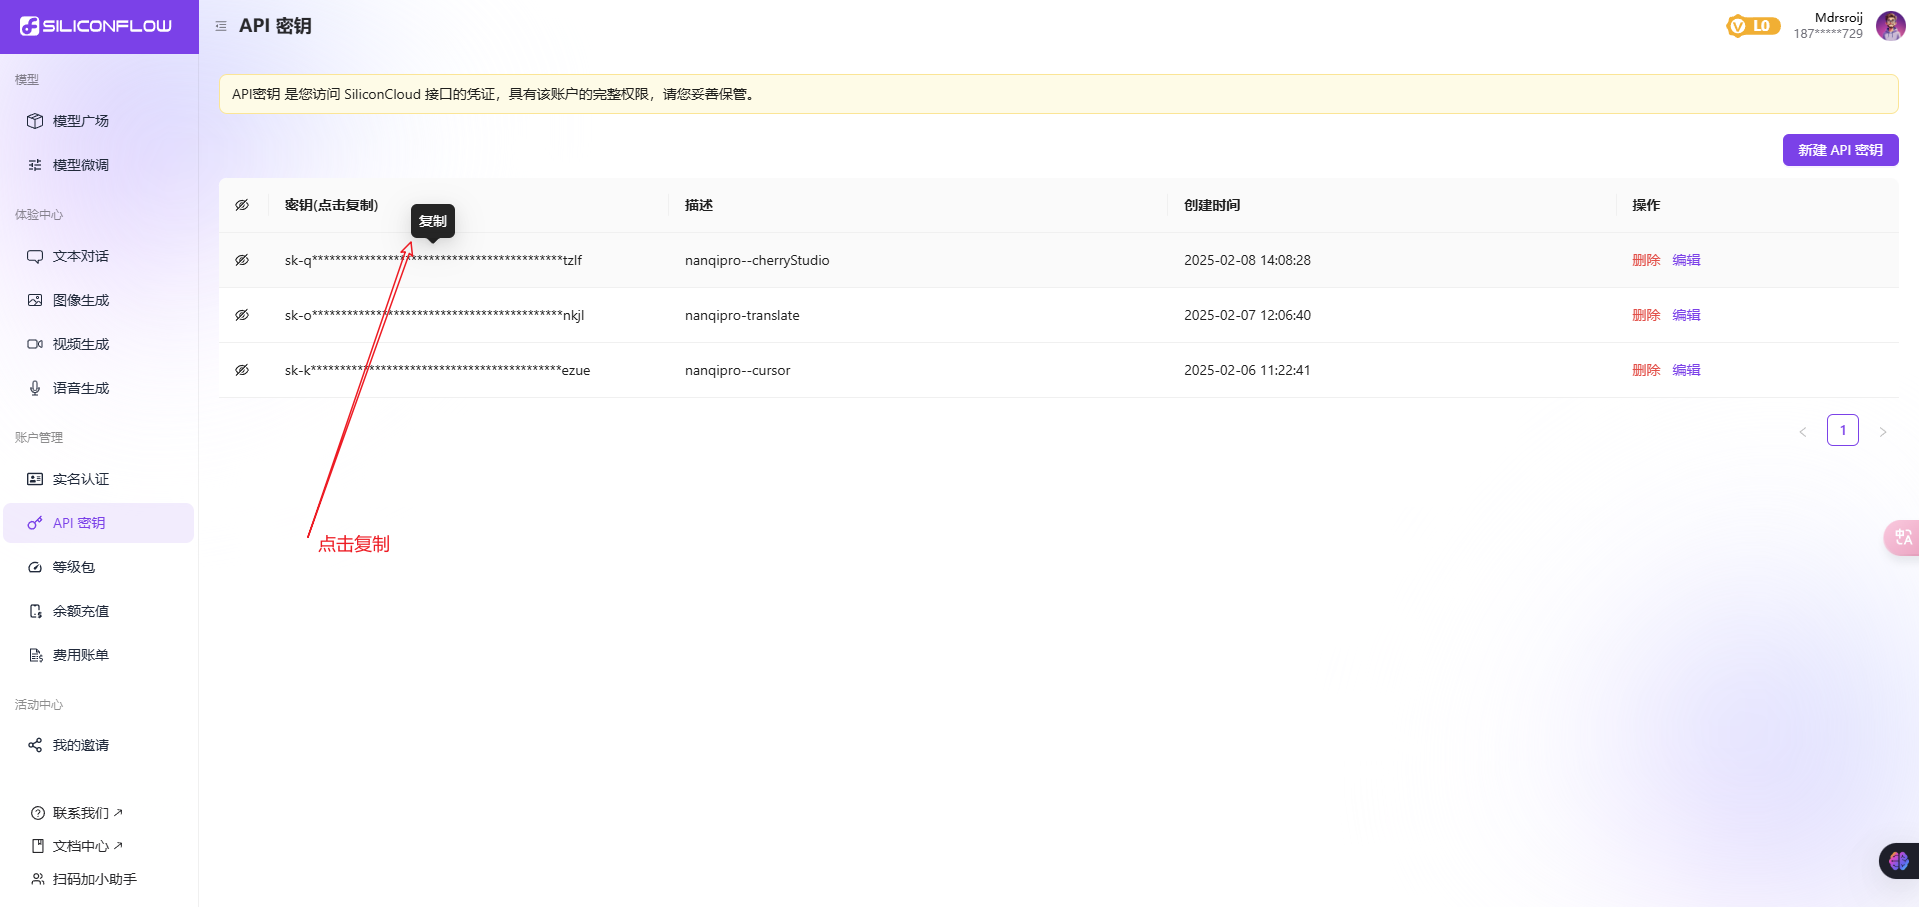 SILICONFLOW
API 密钥
L0
Mdrsroij
187*****729
模型
模型广场
模型微调
体验中心
文本对话
图像生成
视频生成
语音生成
账户管理
实名认证
API 密钥
等级包
余额充值
费用账单
活动中心
我的邀请
联系我们
文档中心
扫码加小助手
API密钥 是您访问 SiliconCloud 接口的凭证，具有该账户的完整权限，请您妥善保管。
新建 API 密钥
密钥(点击复制) 描述 创建时间 操作
复制
sk-q********************************************tzlf nanqipro--cherryStudio 2025-02-08 14:08:28 删除 编辑
sk-o********************************************nkjl nanqipro-translate 2025-02-07 12:06:40 删除 编辑
sk-k********************************************ezue nanqipro--cursor 2025-02-06 11:22:41 删除 编辑
1
点击复制